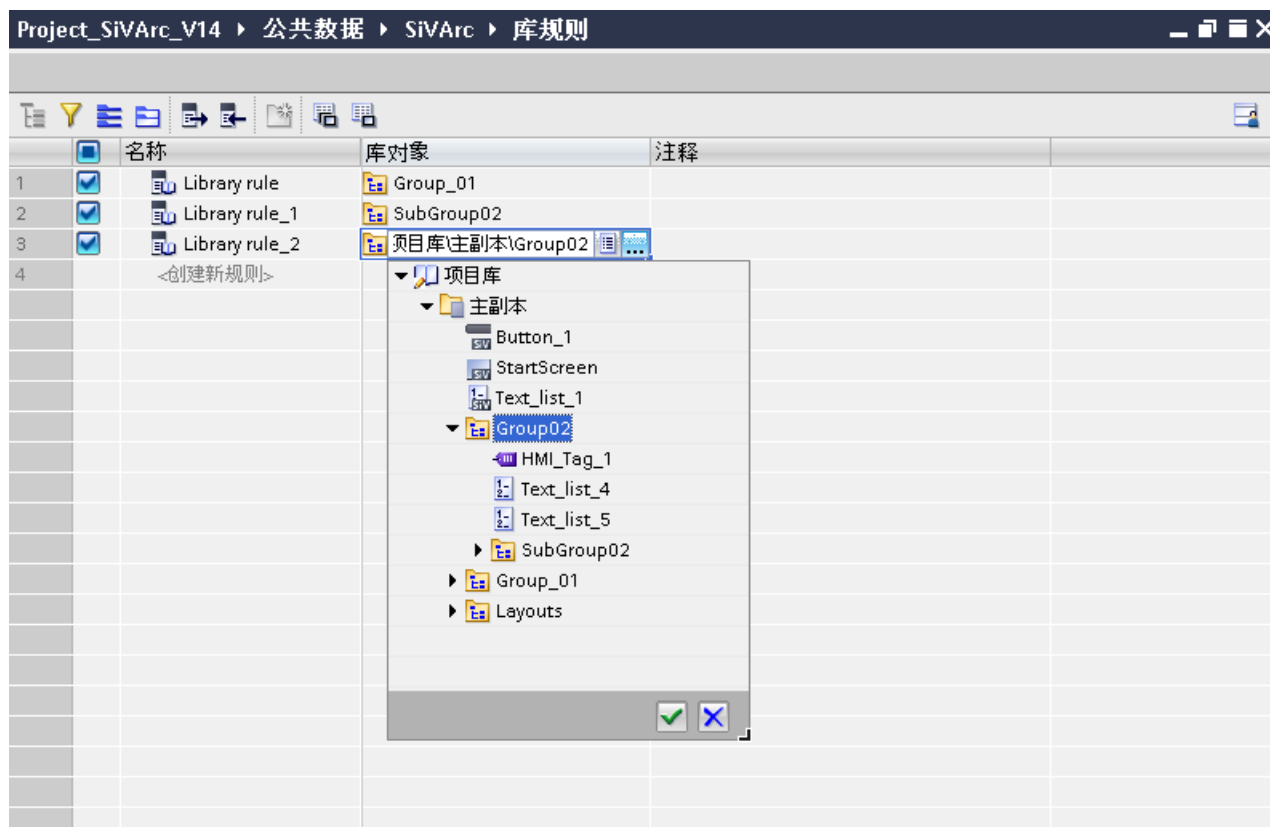 Project_SiVArc_V14 ▸ 公共数据 ▸ SiVArc ▸ 库规则
名称 库对象 注释
1 Library rule Group_01
2 Library rule_1 SubGroup02
3 Library rule_2 项目库\主副本\Group02
4 <创建新规则>
项目库
主副本
Button_1
StartScreen
Text_list_1
Group02
HMI_Tag_1
Text_list_4
Text_list_5
SubGroup02
Group_01
Layouts